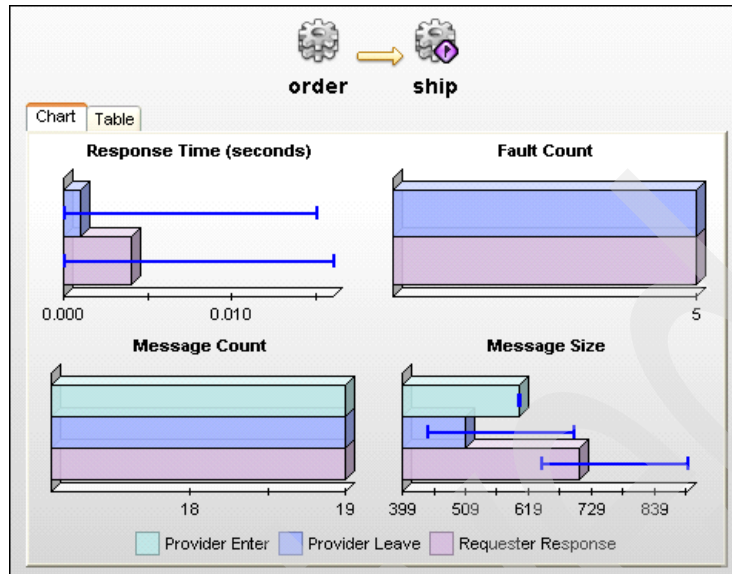 order ship
Chart Table
Response Time (seconds) Fault Count
0.000 0.010 5
Message Count Message Size
18 19 399 509 619 729 839
Provider Enter Provider Leave Requester Response